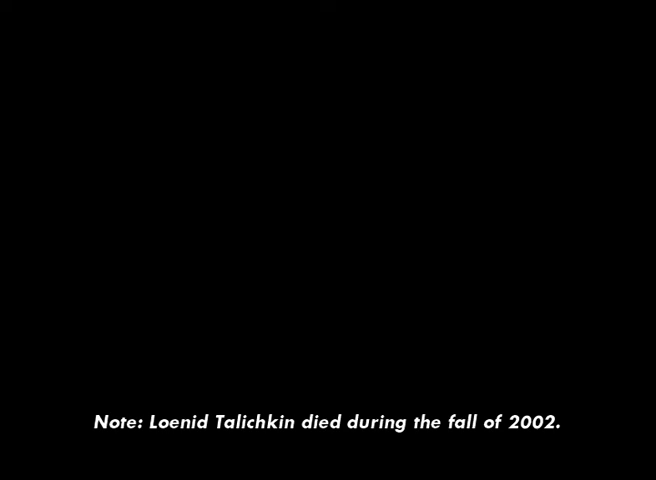 Note: Loenid Talichkin died during the fall of 2002.